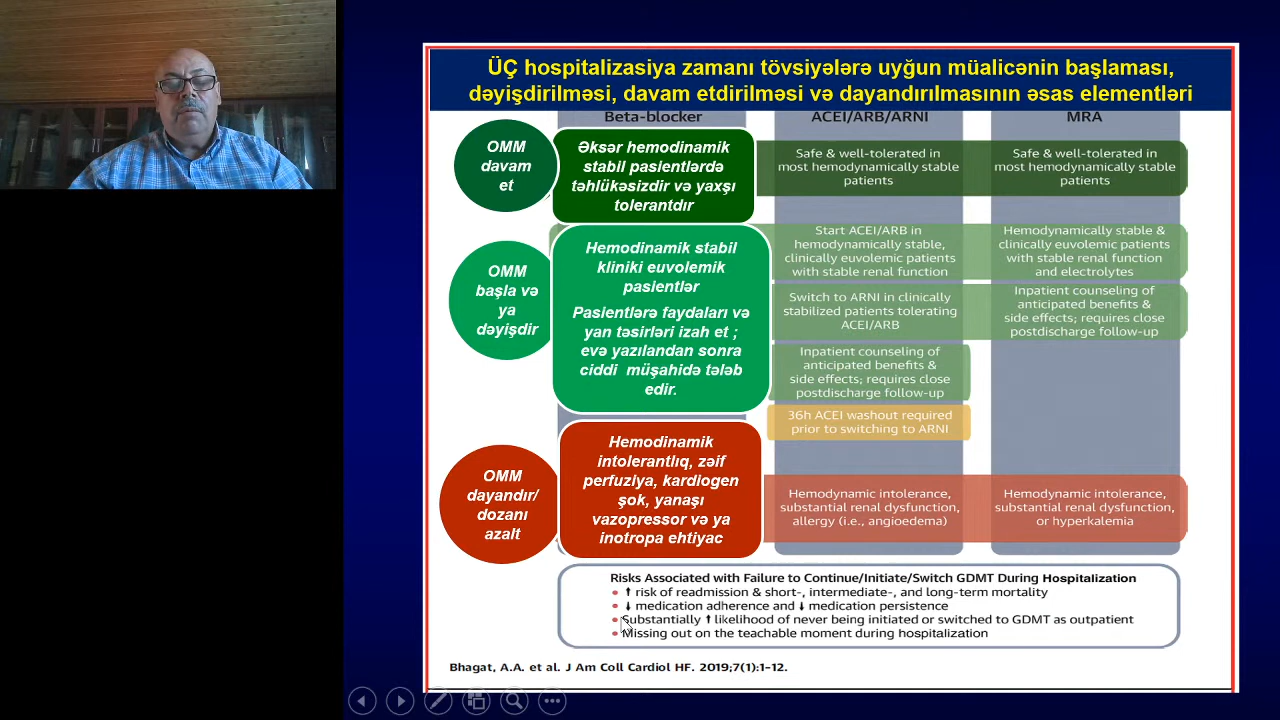 ÜÇ hospitalizasiya zamanı tövsiyələrə uyğun müalicənin başlaması,
dəyişdirilməsi, davam etdirilməsi və dayandırılmasının əsas elementləri
Beta-blocker
ACEI/ARB/ARNI
MRA
OMM
davam
et
Əksər hemodinamik
stabil pasientlərdə
təhlükəsizdir və yaxşı
tolerantdır
Safe & well-tolerated in
most hemodynamically stable
patients
Safe & well-tolerated in
most hemodynamically stable
patients
OMM
başla və
ya
dəyişdir
Hemodinamik stabil
kliniki euvolemik
pasientlər
Pasientlərə faydaları və
yan təsirləri izah et ;
evə yazılandan sonra
ciddi müşahidə tələb
edir.
Start ACEI/ARB in
hemodynamically stable,
clinically euvolemic patients
with stable renal function
Switch to ARNI in clinically
stabilized patients tolerating
ACEI/ARB
Inpatient counseling of
anticipated benefits &
side effects; requires close
postdischarge follow-up
36h ACEI washout required
prior to switching to ARNI
Hemodynamically stable &
clinically euvolemic patients
with stable renal function
and electrolytes
Inpatient counseling of
anticipated benefits &
side effects; requires close
postdischarge follow-up
OMM
dayandır/
dozanı
azalt
Hemodinamik
intolerantlıq, zəif
perfuziya, kardiogen
şok, yanaşı
vazopressor və ya
inotropa ehtiyac
Hemodynamic intolerance,
substantial renal dysfunction,
allergy (i.e., angioedema)
Hemodynamic intolerance,
substantial renal dysfunction,
or hyperkalemia
Risks Associated with Failure to Continue/Initiate/Switch GDMT During Hospitalization
• ↑ risk of readmission & short-, intermediate-, and long-term mortality
• ↓ medication adherence and ↓ medication persistence
• Substantially ↑ likelihood of never being initiated or switched to GDMT as outpatient
• Missing out on the teachable moment during hospitalization
Bhagat, A.A. et al. J Am Coll Cardiol HF. 2019;7(1):1-12.